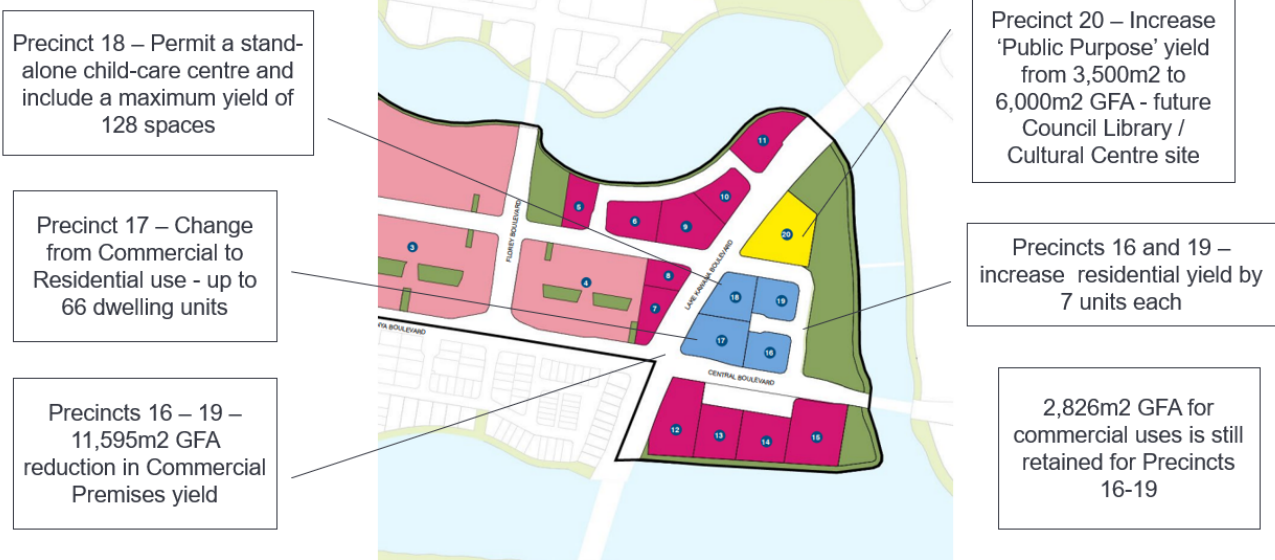 Precinct 18 – Permit a stand-
alone child-care centre and
include a maximum yield of
128 spaces
Precinct 17 – Change
from Commercial to
Residential use - up to
66 dwelling units
Precincts 16 – 19 –
11,595m2 GFA
reduction in Commercial
Premises yield
11
5
10
6
9
20
3
FLOREY BOULEVARD
4
8
7
LAKE KAWANA BOULEVARD
18
19
17
16
NYA BOULEVARD
CENTRAL BOULEVARD
12
13
14
15
Precinct 20 – Increase
‘Public Purpose’ yield
from 3,500m2 to
6,000m2 GFA - future
Council Library /
Cultural Centre site
Precincts 16 and 19 –
increase  residential yield by
7 units each
2,826m2 GFA for
commercial uses is still
retained for Precincts
16-19